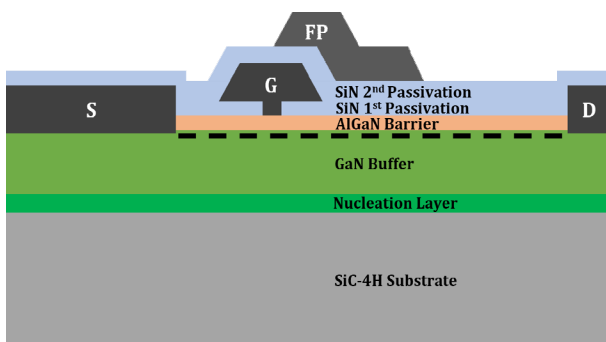 FP
G
S
D
SiN 2nd Passivation
SiN 1st Passivation
AlGaN Barrier
GaN Buffer
Nucleation Layer
SiC-4H Substrate